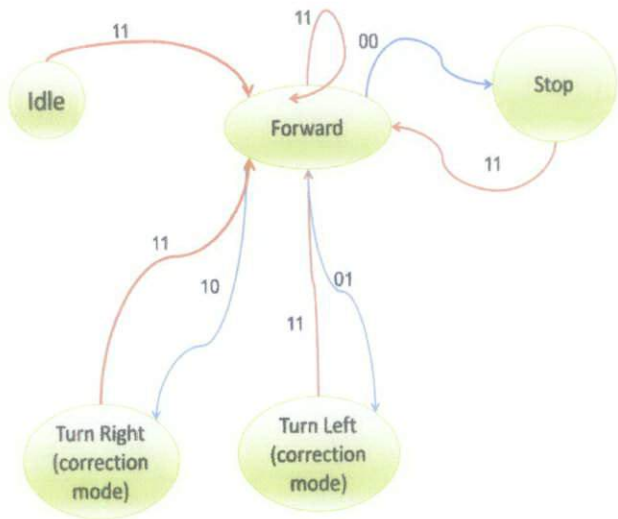 11
11
00
Idle
Stop
Forward
11
11
10
01
11
Turn Right
(correction
mode)
Turn Left
(correction
mode)